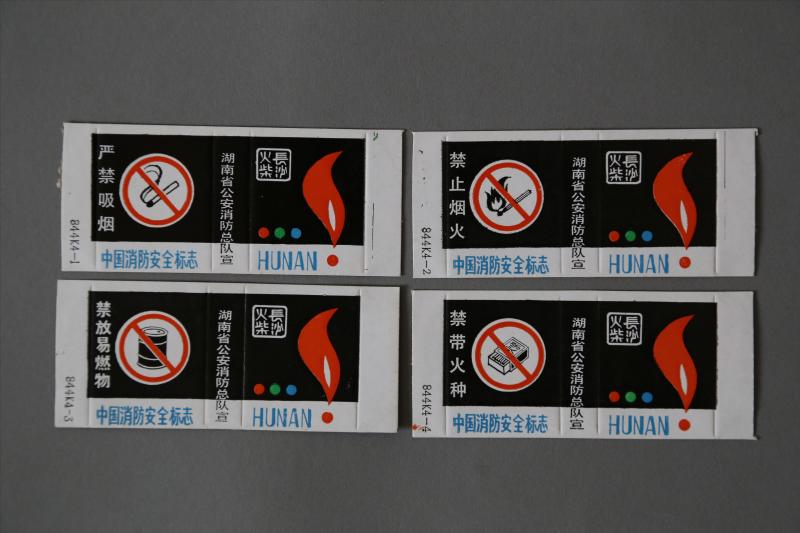 844K4-1
严禁吸烟
中国消防安全标志
湖南省公安消防总队宣
長沙火柴
HUNAN
844K4-2
禁止烟火
中国消防安全标志
湖南省公安消防总队宣
長沙火柴
HUNAN
844K4-3
禁放易燃物
中国消防安全标志
湖南省公安消防总队宣
長沙火柴
HUNAN
844K4-4
禁带火种
中国消防安全标志
湖南省公安消防总队宣
長沙火柴
HUNAN